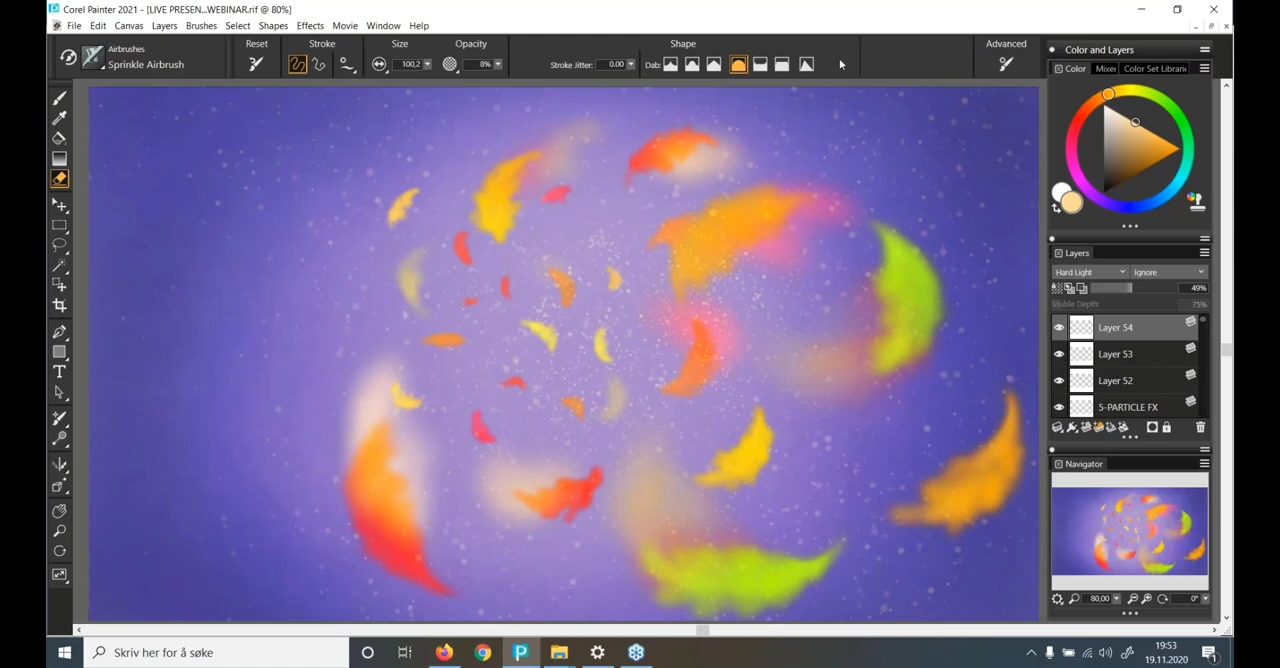 Corel Painter 2021 - [LIVE PRESEN...WEBINAR.rif @ 80%]
File Edit Canvas Layers Brushes Select Shapes Effects Movie Window Help
Airbrushes
Sprinkle Airbrush
Reset
Stroke
Size
100,2
Opacity
8%
Shape
Stroke Jitter: 0.00
Dab:
Advanced
Color and Layers
Color Mixe Color Set Librari
Layers
Hard Light Ignore
49%
Visible Depth: 75%
Layer 54
Layer 53
Layer 52
5-PARTICLE FX
Navigator
80,00
0°
T
P
Skriv her for å søke
19:53
19.11.2020
1